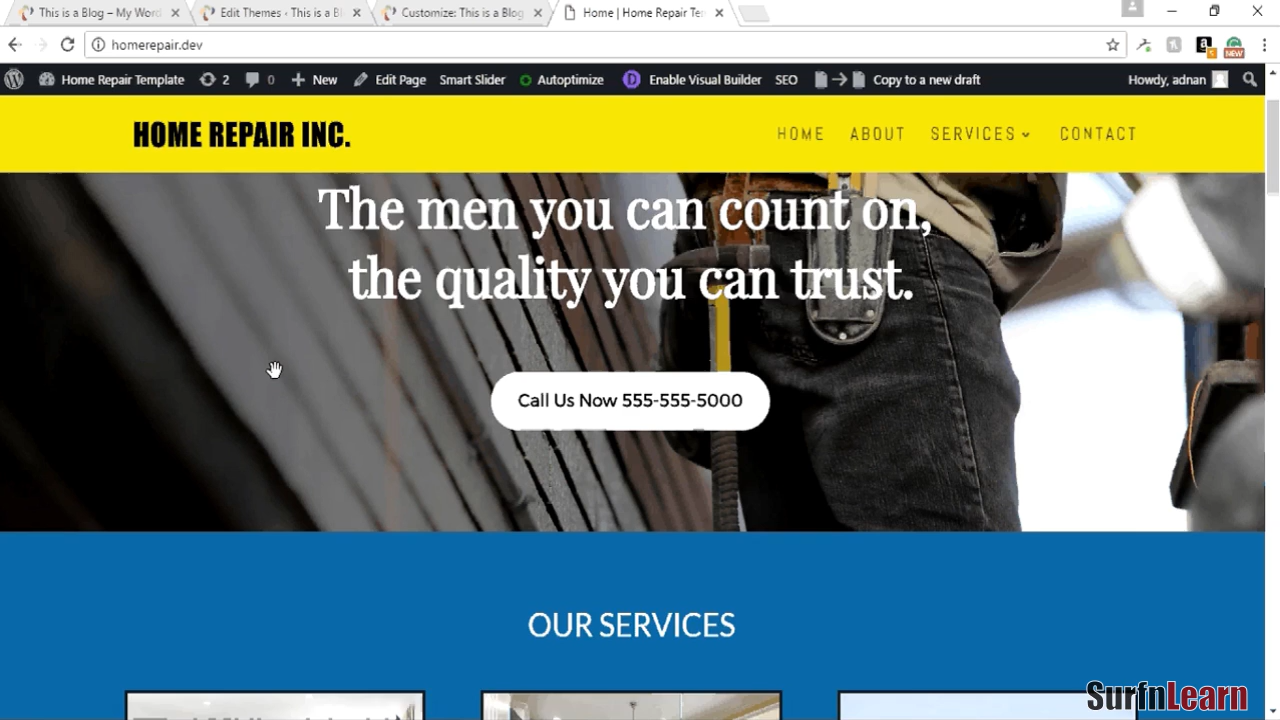 This is a Blog – My Word
Edit Themes ‹ This is a Bl
Customize: This is a Blog
Home | Home Repair Te
homerepair.dev
NEW
Home Repair Template 2 0 New Edit Page Smart Slider Autoptimize D Enable Visual Builder SEO Copy to a new draft Howdy, adnan
HOME REPAIR INC.
HOME ABOUT SERVICES CONTACT
The men you can count on,
the quality you can trust.
Call Us Now 555-555-5000
OUR SERVICES
SurfnLearn